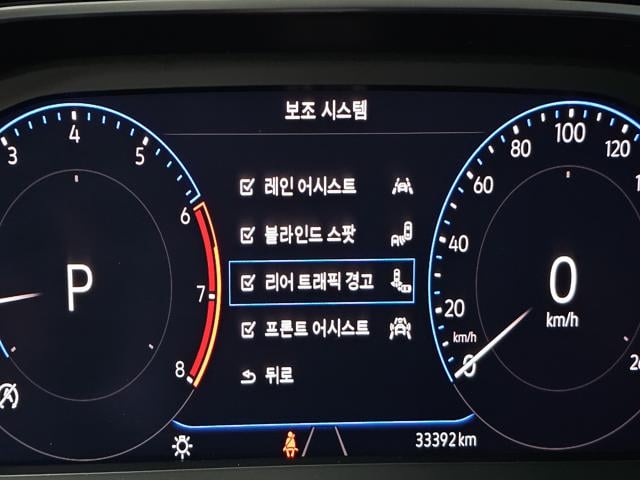 보조 시스템
레인 어시스트
블라인드 스팟
리어 트래픽 경고
프론트 어시스트
뒤로
3
4
5
6
7
8
P
20
40
60
80
100
120
0
km/h
km/h
0
33392 km